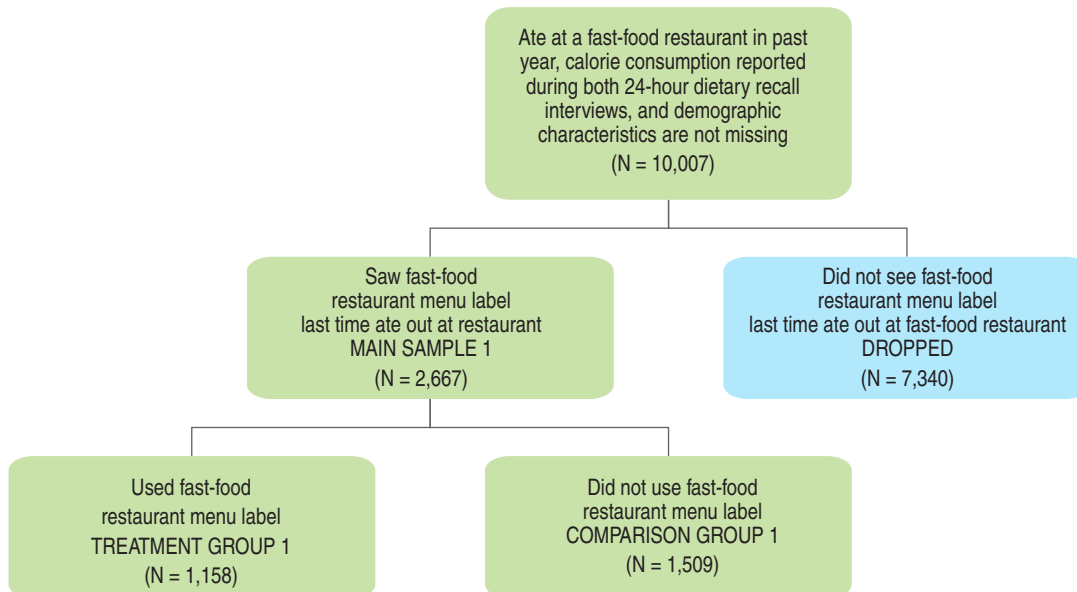 Ate at a fast-food restaurant in past
year, calorie consumption reported
during both 24-hour dietary recall
interviews, and demographic
characteristics are not missing
(N = 10,007)
Saw fast-food
restaurant menu label
last time ate out at restaurant
MAIN SAMPLE 1
(N = 2,667)
Did not see fast-food
restaurant menu label
last time ate out at fast-food restaurant
DROPPED
(N = 7,340)
Used fast-food
restaurant menu label
TREATMENT GROUP 1
(N = 1,158)
Did not use fast-food
restaurant menu label
COMPARISON GROUP 1
(N = 1,509)